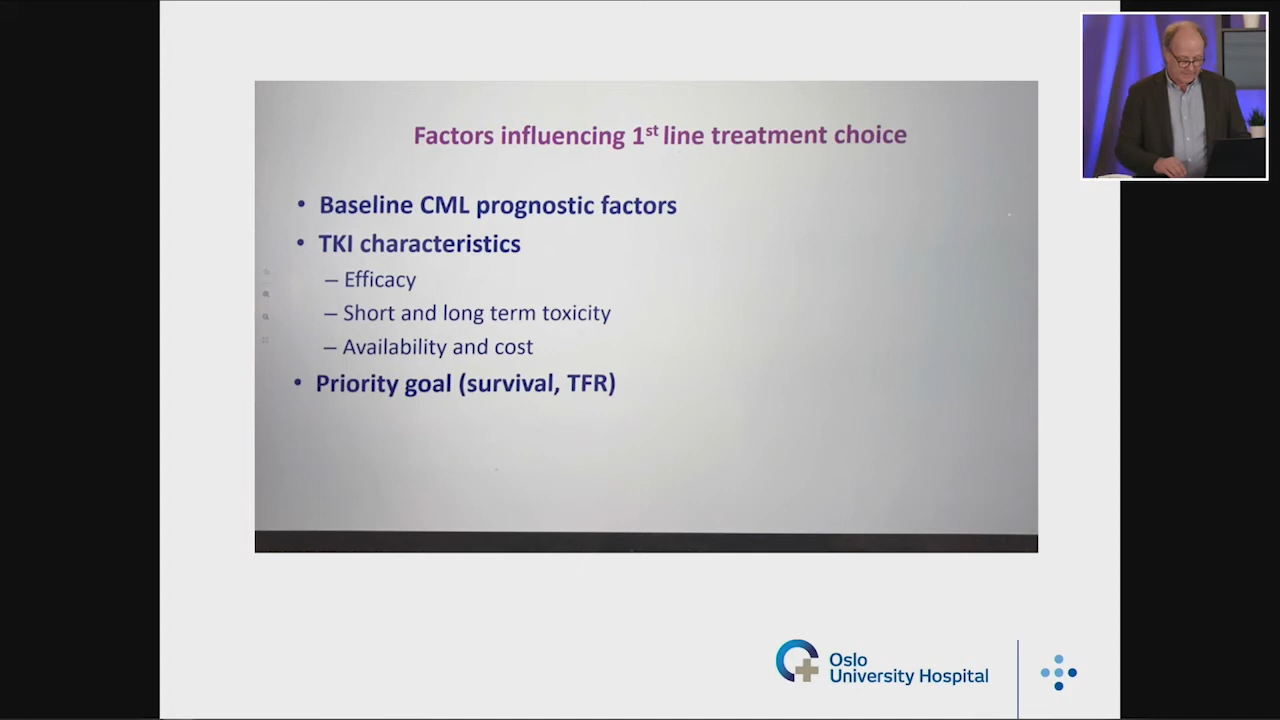 Factors influencing 1st line treatment choice
• Baseline CML prognostic factors
• TKI characteristics
– Efficacy
– Short and long term toxicity
– Availability and cost
• Priority goal (survival, TFR)
Oslo
University Hospital